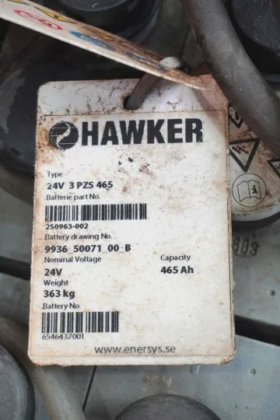 HAWKER
Type
24V 3 PZS 465
Batterie part No.
250963-002
Battery drawing No.
9936_50071_00_B
Nominal Voltage Capacity
24V 465 Ah
Weight
363 kg
Battery No.
6546437001
www.enersys.se